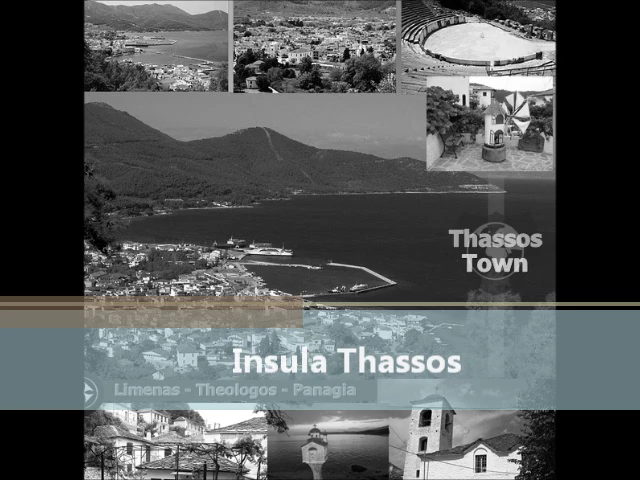 Thassos
Town
Insula Thassos
Limenas - Theologos - Panagia